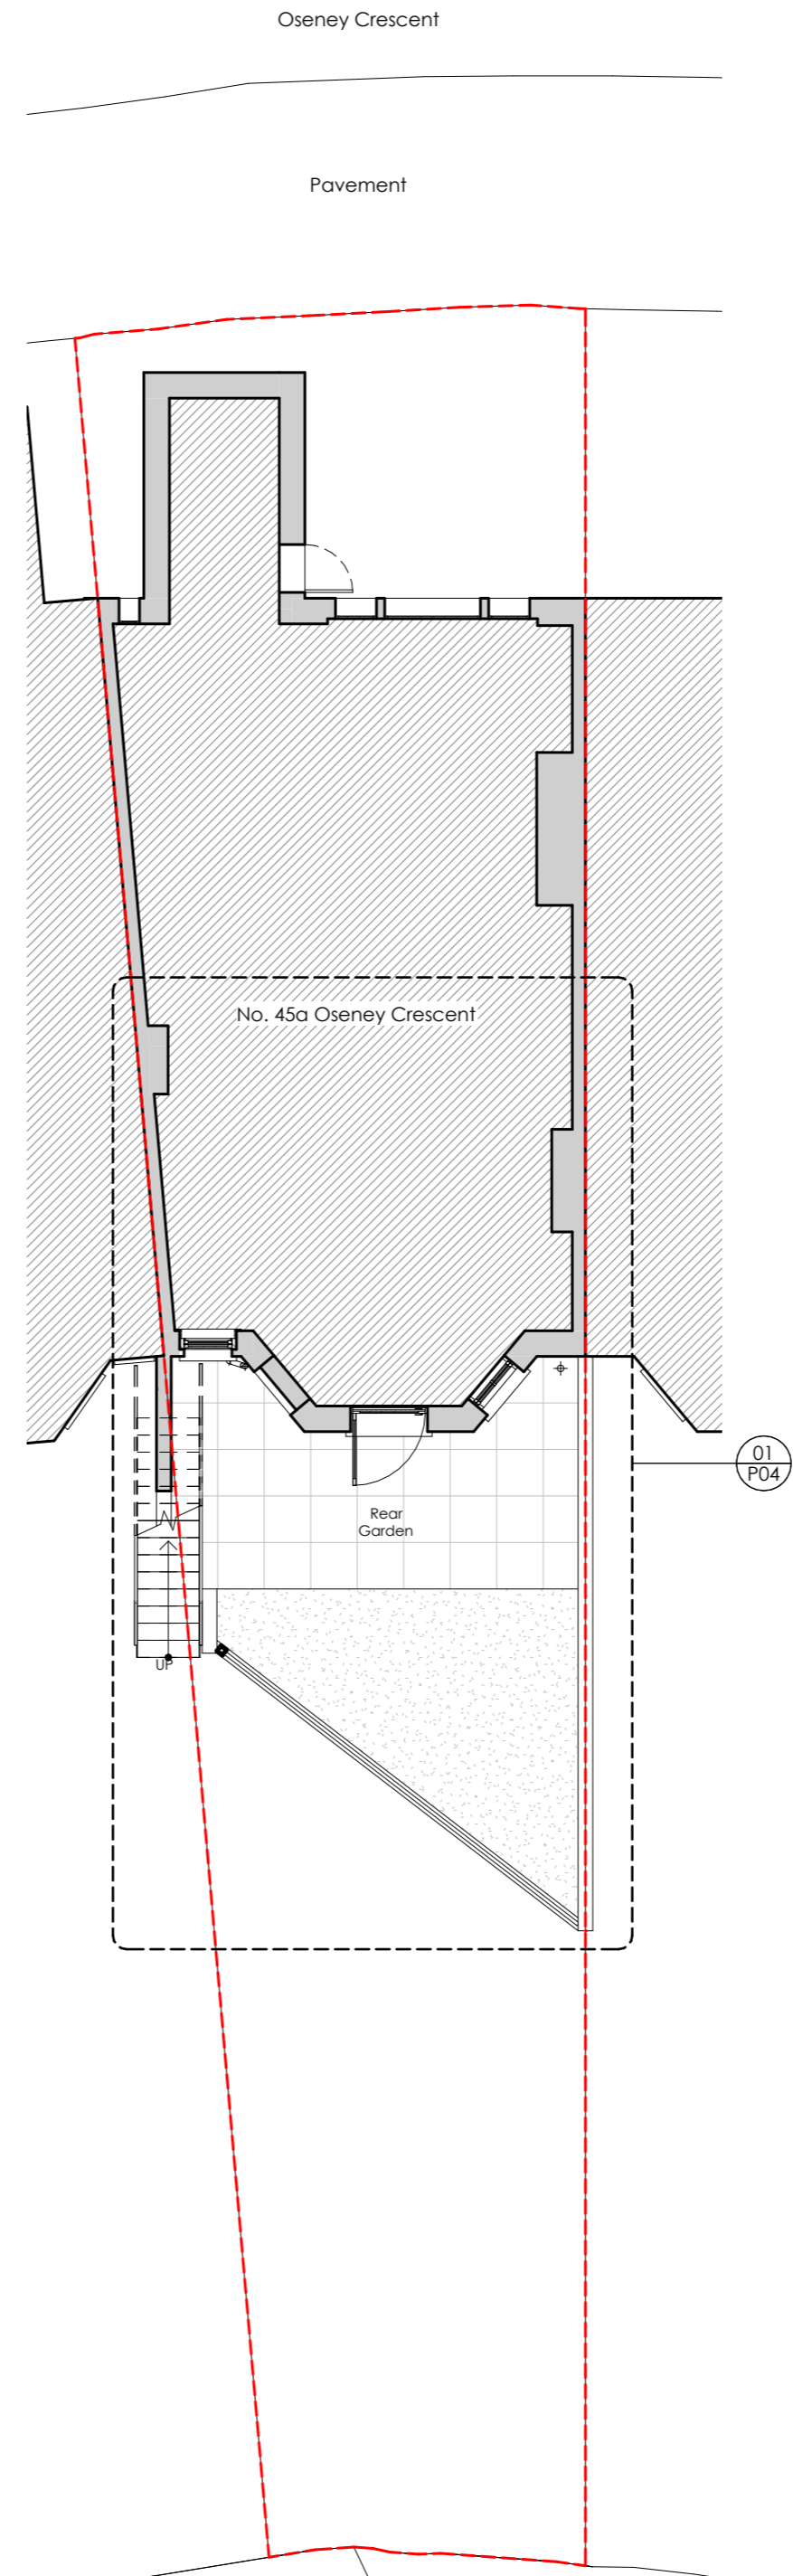 Oseney Crescent
Pavement
No. 45a Oseney Crescent
01
P04
Rear
Garden
UP